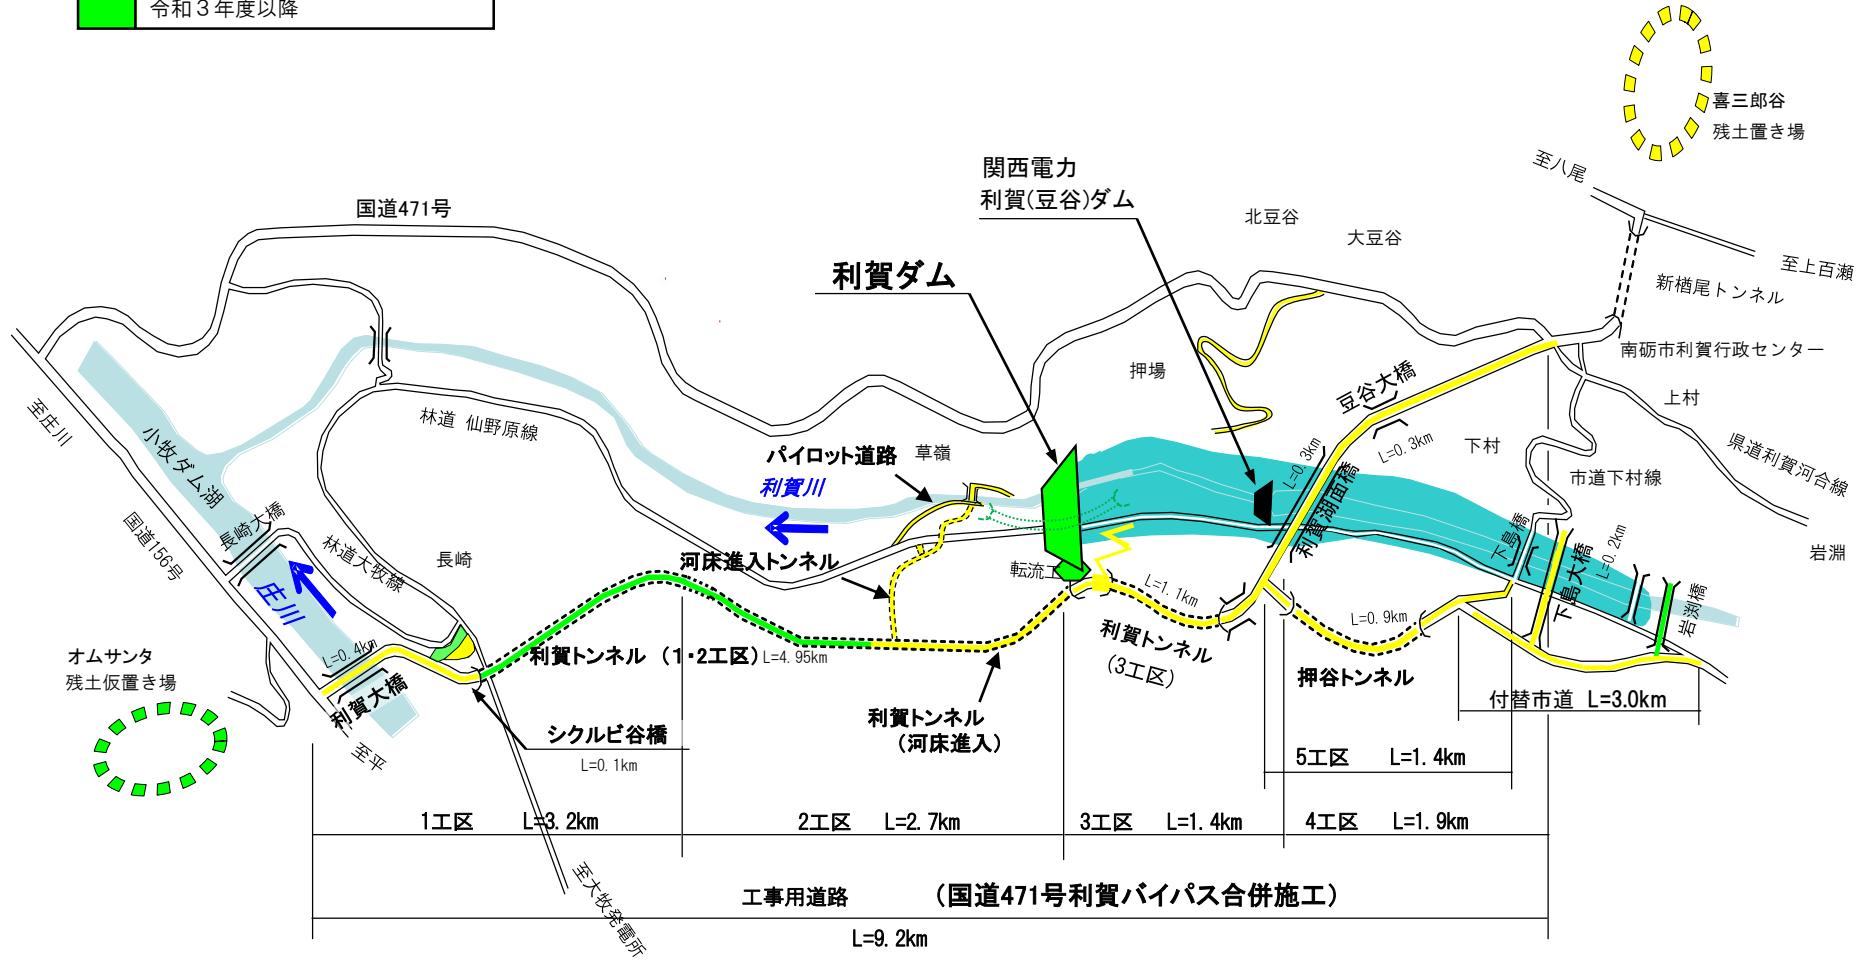 令和３年度以降
喜三郎谷
残土置き場
関西電力
利賀(豆谷)ダム
至八尾
国道471号
北豆谷
大豆谷
至上百瀬
利賀ダム
新楢尾トンネル
南砺市利賀行政センター
押場
豆谷大橋
上村
至庄川
林道 仙野原線
L=0.3km
下村
県道利賀河合線
小牧ダム湖
パイロット道路
草嶺
L=0.3km
市道下村線
利賀川
利賀湖面橋
国道156号
長崎大橋
林道大牧線
長崎
河床進入トンネル
転流工
L=1.1km
下島橋
下島大橋
L=0.2km
岩淵
庄川
L=0.9km
岩渕橋
オムサンタ
残土仮置き場
L=0.4km
利賀大橋
利賀トンネル （1・2工区）L=4.95km
利賀トンネル
(3工区)
押谷トンネル
付替市道 L=3.0km
至平
シクルビ谷橋
L=0.1km
利賀トンネル
（河床進入）
5工区 L=1.4km
1工区 L=3.2km
2工区 L=2.7km
3工区 L=1.4km
4工区 L=1.9km
至大牧発電所
工事用道路 （国道471号利賀バイパス合併施工）
L=9.2km